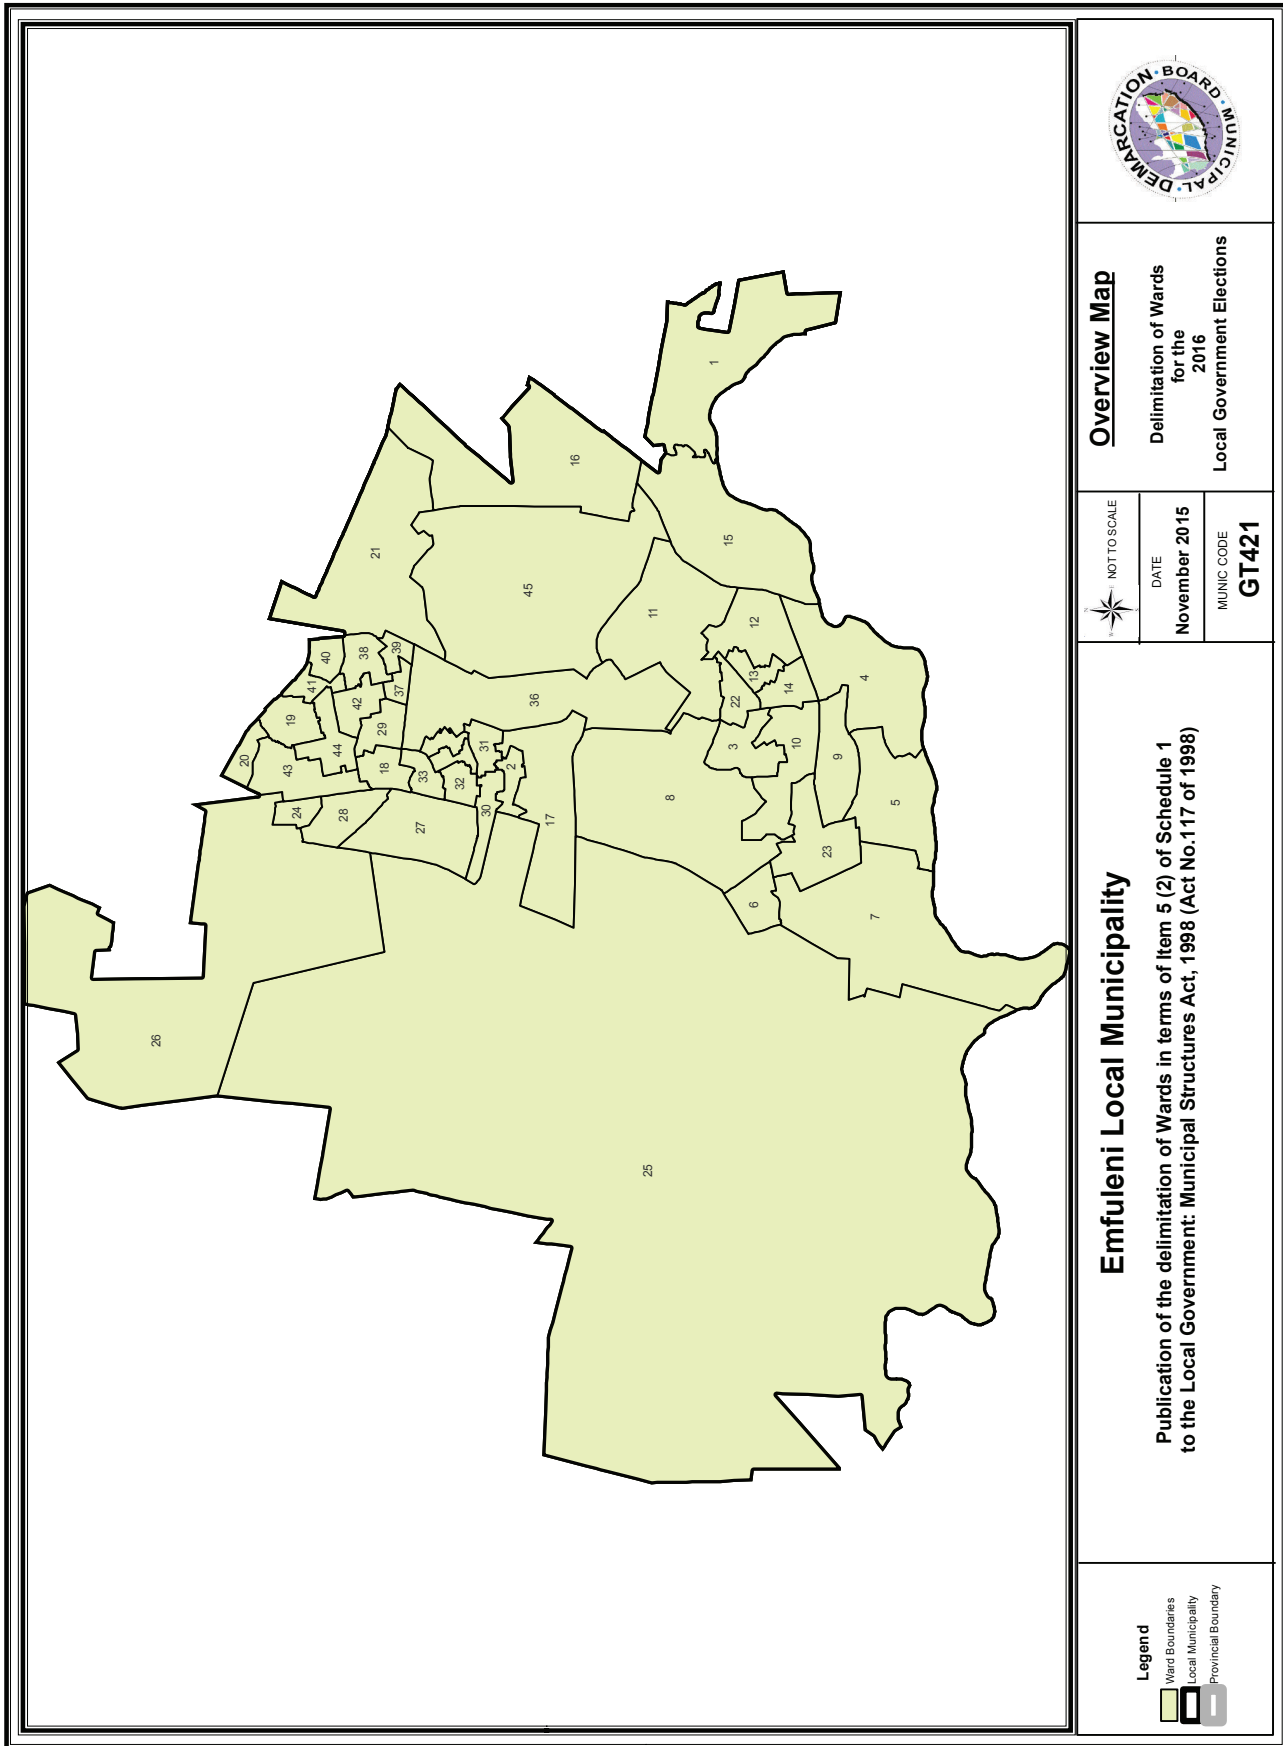 26
20
24
43
19
41
40
28
44
42
38
21
18
29
37
39
27
33
32
30
31
2
17
36
45
16
25
8
11
1
6
3
22
13
12
15
23
10
14
7
9
4
5
Legend
Ward Boundaries
Local Municipality
Provincial Boundary
Emfuleni Local Municipality
Publication of the delimitation of Wards in terms of Item 5 (2) of Schedule 1
to the Local Government: Municipal Structures Act, 1998 (Act No.117 of 1998)
NOT TO SCALE
DATE
November 2015
MUNIC CODE
GT421
Overview Map
Delimitation of Wards
for the
2016
Local Government Elections
MUNICIPAL · DEMARCATION · BOARD ·